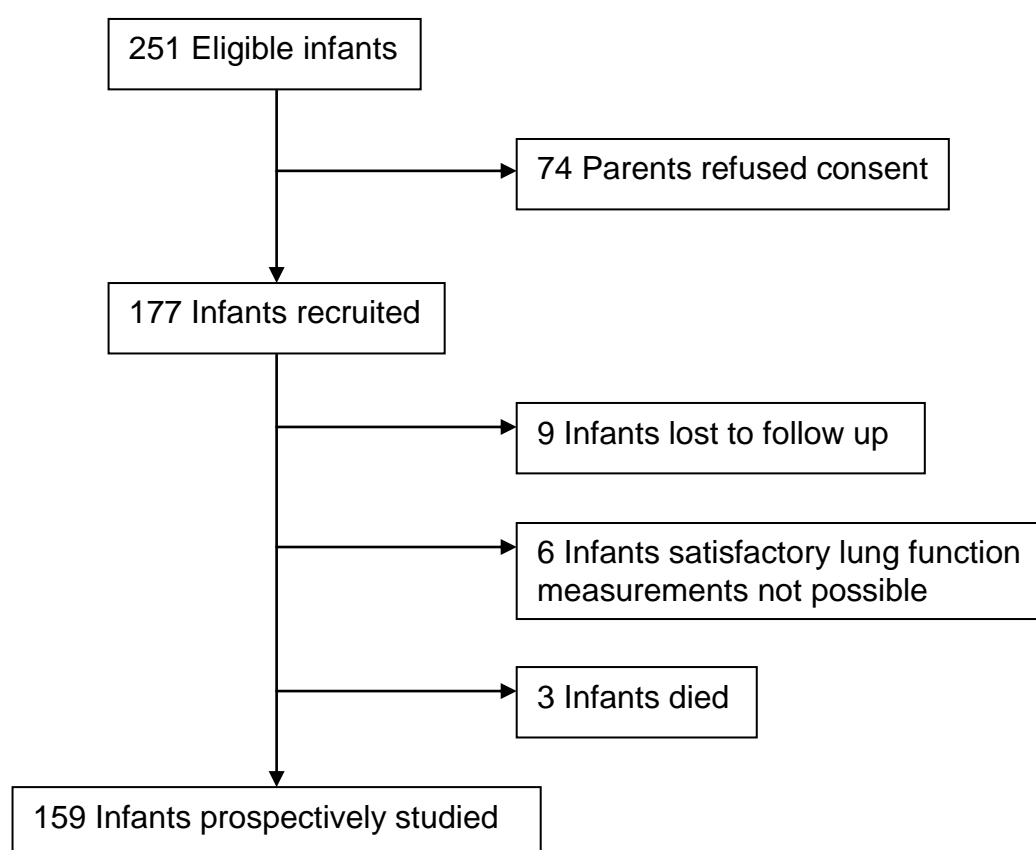 251 Eligible infants
74 Parents refused consent
177 Infants recruited
9 Infants lost to follow up
6 Infants satisfactory lung function
measurements not possible
3 Infants died
159 Infants prospectively studied